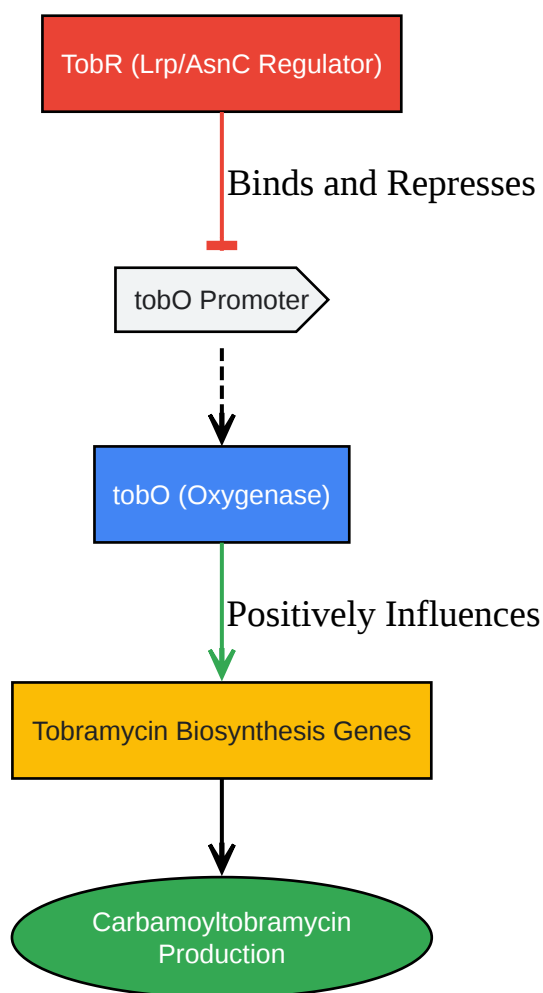 TobR (Lrp/AsnC Regulator)
Binds and Represses
tobO Promoter
tobO (Oxygenase)
Positively Influences
Tobramycin Biosynthesis Genes
Carbamoyltobramycin
Production